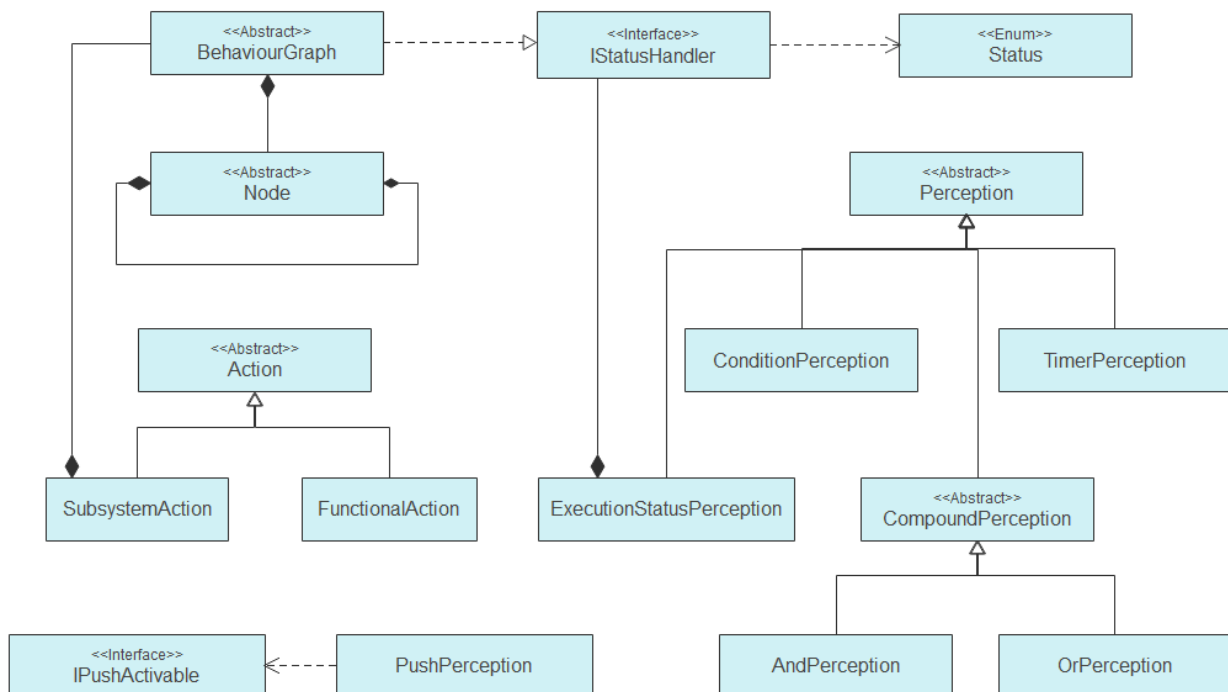 <<Abstract>>
BehaviourGraph
<<Interface>>
IStatusHandler
<<Enum>>
Status
<<Abstract>>
Node
<<Abstract>>
Perception
<<Abstract>>
Action
ConditionPerception
TimerPerception
SubsystemAction
FunctionalAction
ExecutionStatusPerception
<<Abstract>>
CompoundPerception
<<Interface>>
IPushActivable
PushPerception
AndPerception
OrPerception